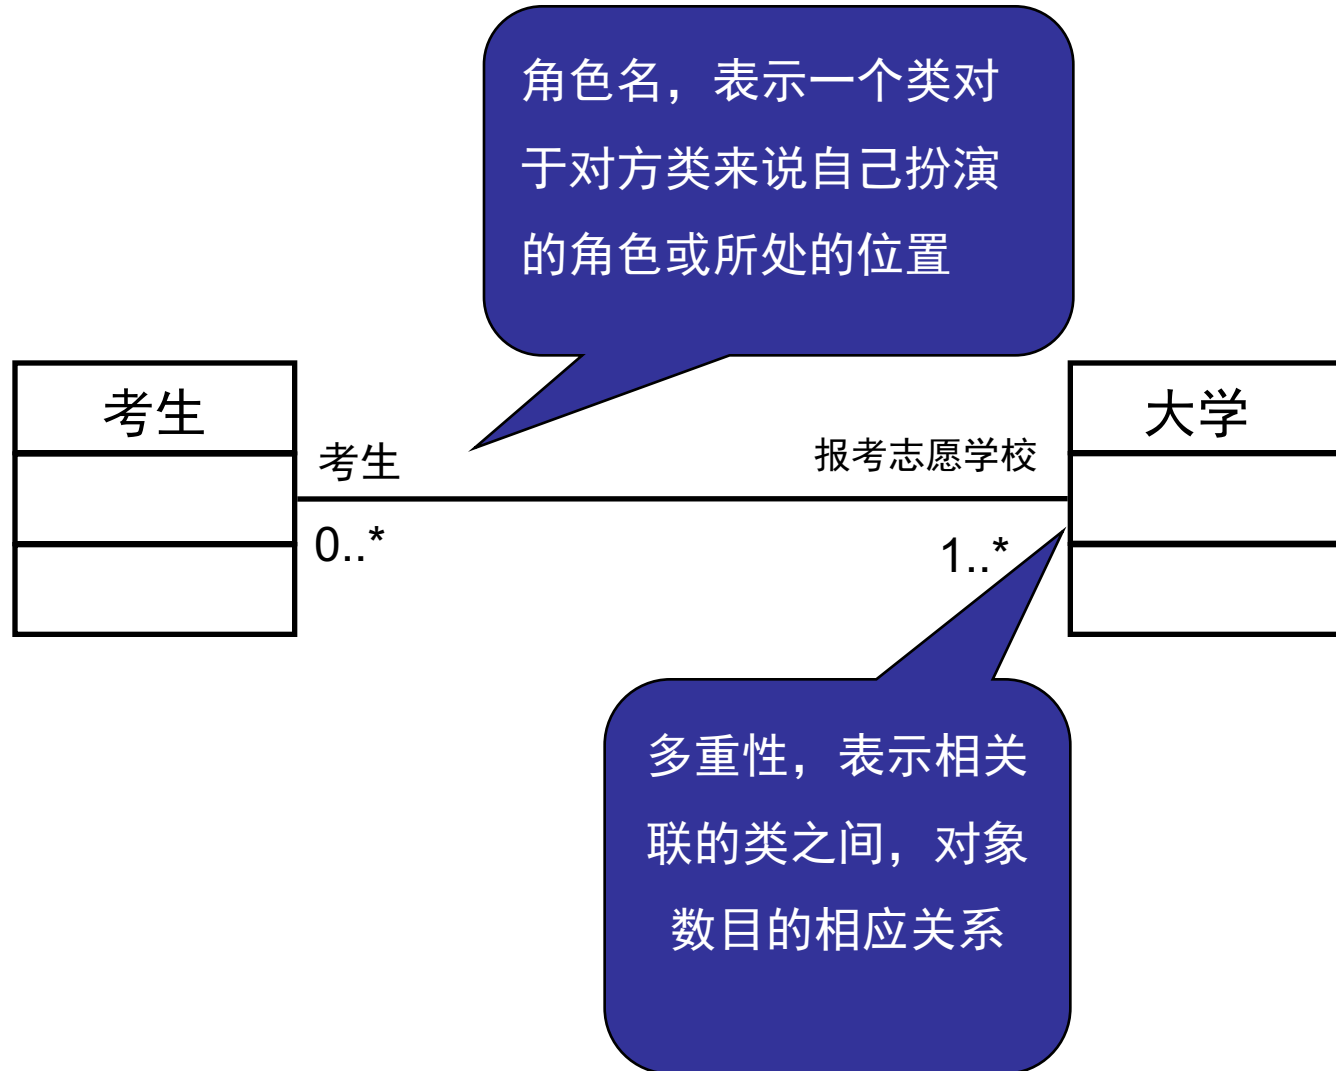 角色名，表示一个类对
于对方类来说自己扮演
的角色或所处的位置
考生
大学
考生
报考志愿学校
0..*
1..*
多重性，表示相关
联的类之间，对象
数目的相应关系